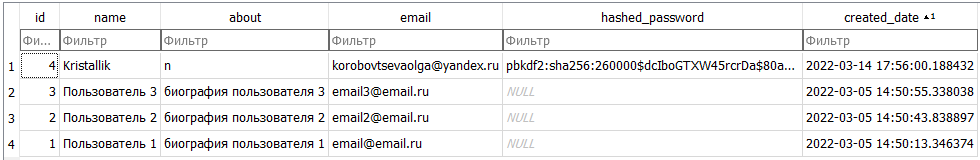 id name about email hashed_password created_date 1
Фи... Фильтр Фильтр Фильтр Фильтр Фильтр
1 4 Kristallik n korobovtsevaolga@yandex.ru pbkdf2:sha256:260000$dcIboGTXW45rcrDa$80a... 2022-03-14 17:56:00.188432
2 3 Пользователь 3 биография пользователя 3 email3@email.ru NULL 2022-03-05 14:50:55.338038
3 2 Пользователь 2 биография пользователя 2 email2@email.ru NULL 2022-03-05 14:50:43.838897
4 1 Пользователь 1 биография пользователя 1 email@email.ru NULL 2022-03-05 14:50:13.346374